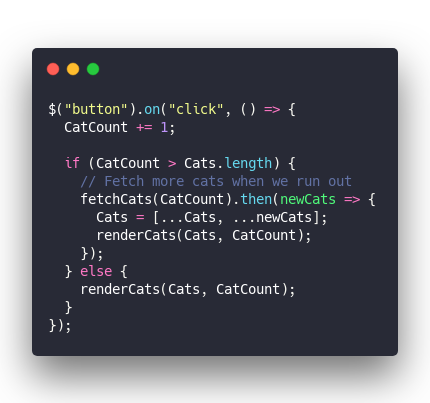 $("button").on("click", () => {
  CatCount += 1;

  if (CatCount > Cats.length) {
    // Fetch more cats when we run out
    fetchCats(CatCount).then(newCats => {
      Cats = [...Cats, ...newCats];
      renderCats(Cats, CatCount);
    });
  } else {
    renderCats(Cats, CatCount);
  }
});